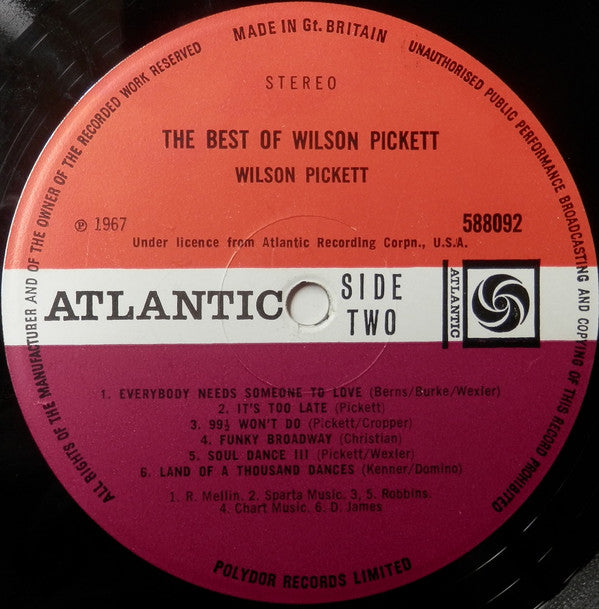 MADE IN Gt. BRITAIN
UNAUTHORISED PUBLIC PERFORMANCE BROADCASTING AND COPYING OF THIS RECORD PROHIBITED
ALL RIGHTS OF THE MANUFACTURER AND OF THE OWNER OF THE RECORDED WORK RESERVED
STEREO
THE BEST OF WILSON PICKETT
WILSON PICKETT
℗ 1967
588092
Under licence from Atlantic Recording Corpn., U.S.A.
ATLANTIC
SIDE
TWO
ATLANTIC
1. EVERYBODY NEEDS SOMEONE TO LOVE (Berns/Burke/Wexler)
2. IT'S TOO LATE (Pickett)
3. 99½ WON'T DO (Pickett/Cropper)
4. FUNKY BROADWAY (Christian)
5. SOUL DANCE III (Pickett/Wexler)
6. LAND OF A THOUSAND DANCES (Kenner/Domino)
1. R. Mellin. 2. Sparta Music. 3, 5. Robbins.
4. Chart Music. 6. D. James
POLYDOR RECORDS LIMITED